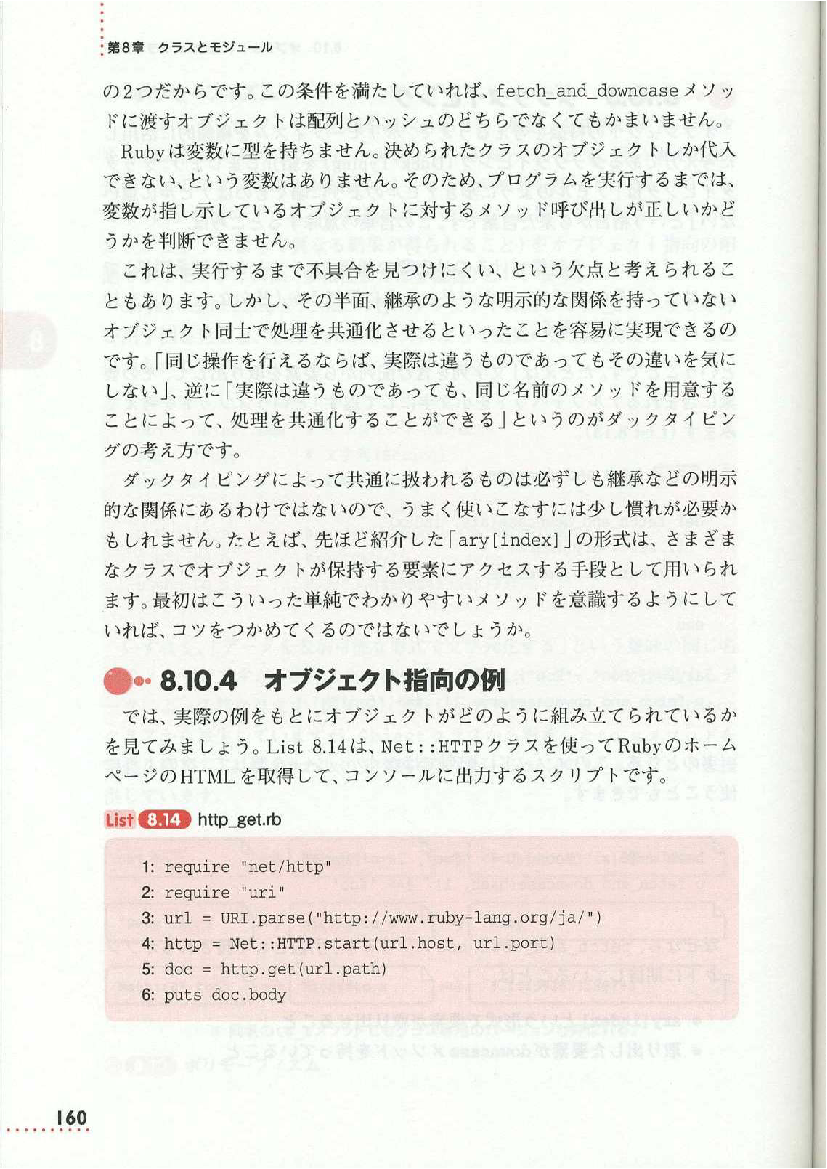 第8章 クラスとモジュール
の2つだからです。この条件を満たしていれば、fetch_and_downcaseメソッ
ドに渡すオブジェクトは配列とハッシュのどちらでなくてもかまいません。
Rubyは変数に型を持ちません。決められたクラスのオブジェクトしか代入
できない、という変数はありません。そのため、プログラムを実行するまでは、
変数が指し示しているオブジェクトに対するメソッド呼び出しが正しいかど
うかを判断できません。
これは、実行するまで不具合を見つけにくい、という欠点と考えられるこ
ともあります。しかし、その半面、継承のような明示的な関係を持っていない
オブジェクト同士で処理を共通化させるといったことを容易に実現できるの
です。「同じ操作を行えるならば、実際は違うものであってもその違いを気に
しない」、逆に「実際は違うものであっても、同じ名前のメソッドを用意する
ことによって、処理を共通化することができる」というのがダックタイピン
グの考え方です。
ダックタイピングによって共通に扱われるものは必ずしも継承などの明示
的な関係にあるわけではないので、うまく使いこなすには少し慣れが必要か
もしれません。たとえば、先ほど紹介した「ary[index]」の形式は、さまざま
なクラスでオブジェクトが保持する要素にアクセスする手段として用いられ
ます。最初はこういった単純でわかりやすいメソッドを意識するようにして
いれば、コツをつかめてくるのではないでしょうか。
8.10.4 オブジェクト指向の例
では、実際の例をもとにオブジェクトがどのように組み立てられているか
を見てみましょう。List 8.14は、Net::HTTPクラスを使ってRubyのホーム
ページのHTMLを取得して、コンソールに出力するスクリプトです。
List 8.14 http_get.rb
1: require "net/http"
2: require "uri"
3: url = URI.parse("http://www.ruby-lang.org/ja/")
4: http = Net::HTTP.start(url.host, url.port)
5: doc = http.get(url.path)
6: puts doc.body
160